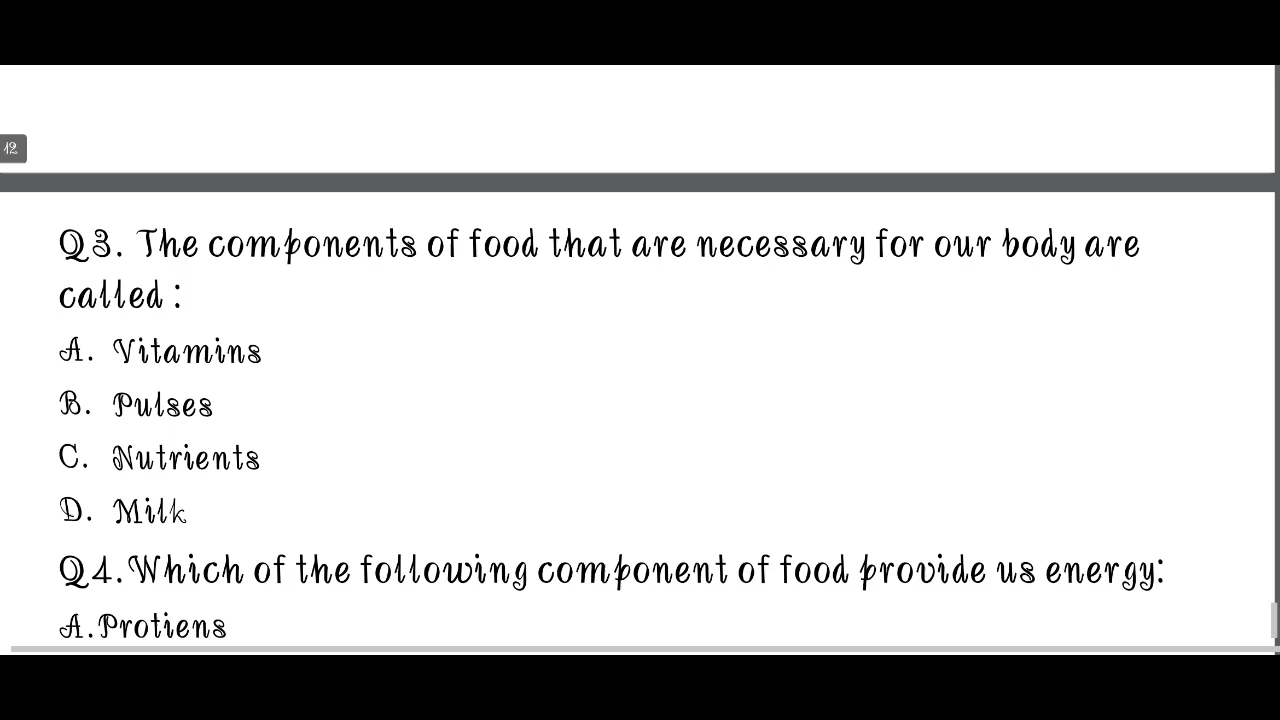 12
Q3. The components of food that are necessary for our body are
called :
A. Vitamins
B. Pulses
C. Nutrients
D. Milk
Q4.Which of the following component of food provide us energy:
A.Protiens